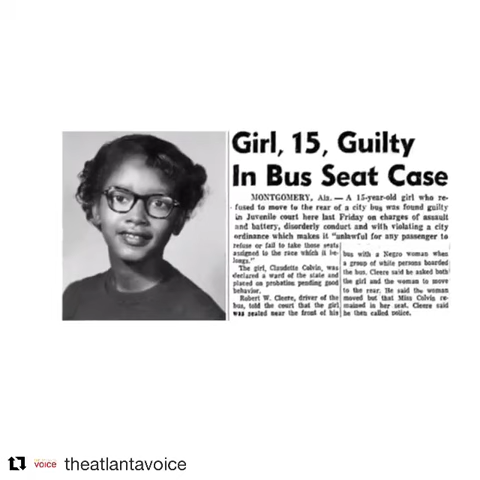 Girl, 15, Guilty
In Bus Seat Case
MONTGOMERY, Ala. — A 15-year-old girl who re-
fused to move to the rear of a city bus was found guilty
in Juvenile court here last Friday on charges of assault
and battery, disorderly conduct and with violating a city
ordinance which makes it "unlawful for any passenger to
refuse or fail to take those seats
assigned to the race which it be-
longs."
The girl, Claudette Colvin, was
declared a ward of the state and
placed on probation pending good
behavior.
Robert W. Cleere, driver of the
bus, told the court that the girl
was seated near the front of his
bus with a Negro woman when
a group of white persons boarded
the bus. Cleere said he asked both
the girl and the woman to move
to the rear. He said the woman
moved but that Miss Colvin re-
mained in her seat. Cleere said
he then called police.
VOICE
theatlantavoice